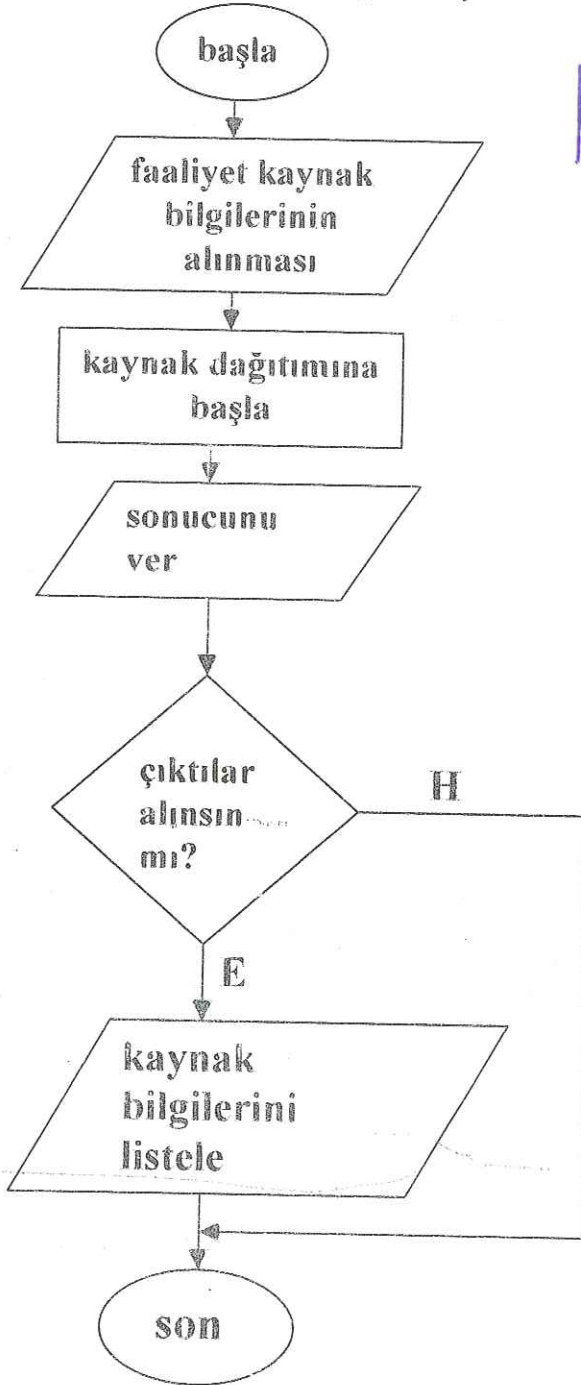 başla
faaliyet kaynak
bilgilerinin
alınması
kaynak dağıtımına
başla
sonucunu
ver
çıktılar
alınsın
mı?
H
E
kaynak
bilgilerini
listele
son